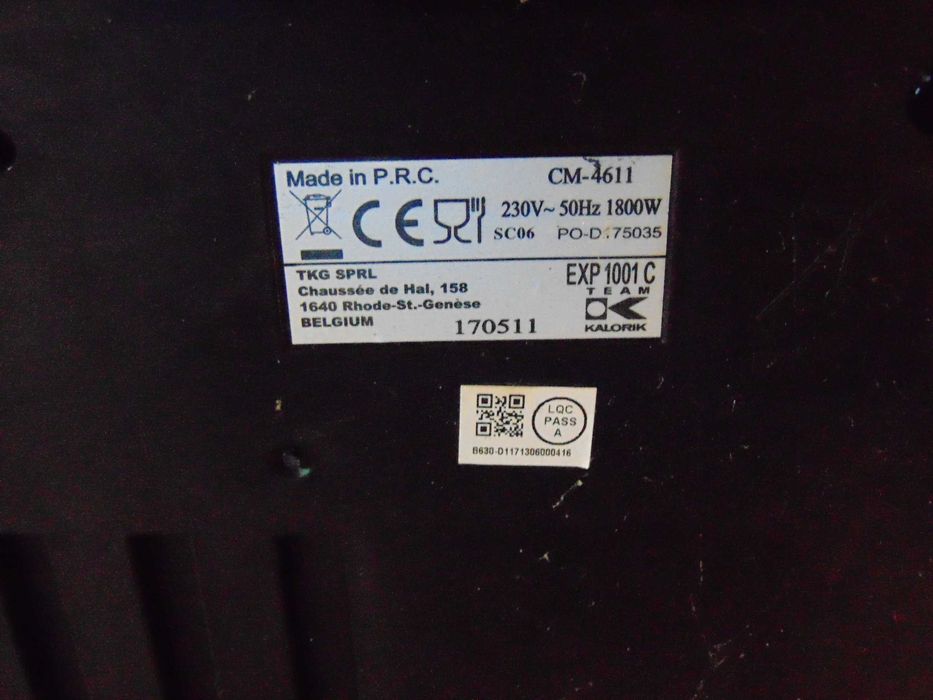 Made in P.R.C.
CM-4611
230V~ 50Hz 1800W
SC06 PO-D.75035
TKG SPRL
Chaussée de Hal, 158
1640 Rhode-St.-Genèse
BELGIUM
170511
EXP 1001 C
TEAM
KALORIK
LQC
PASS
A
B630-D1171306000416